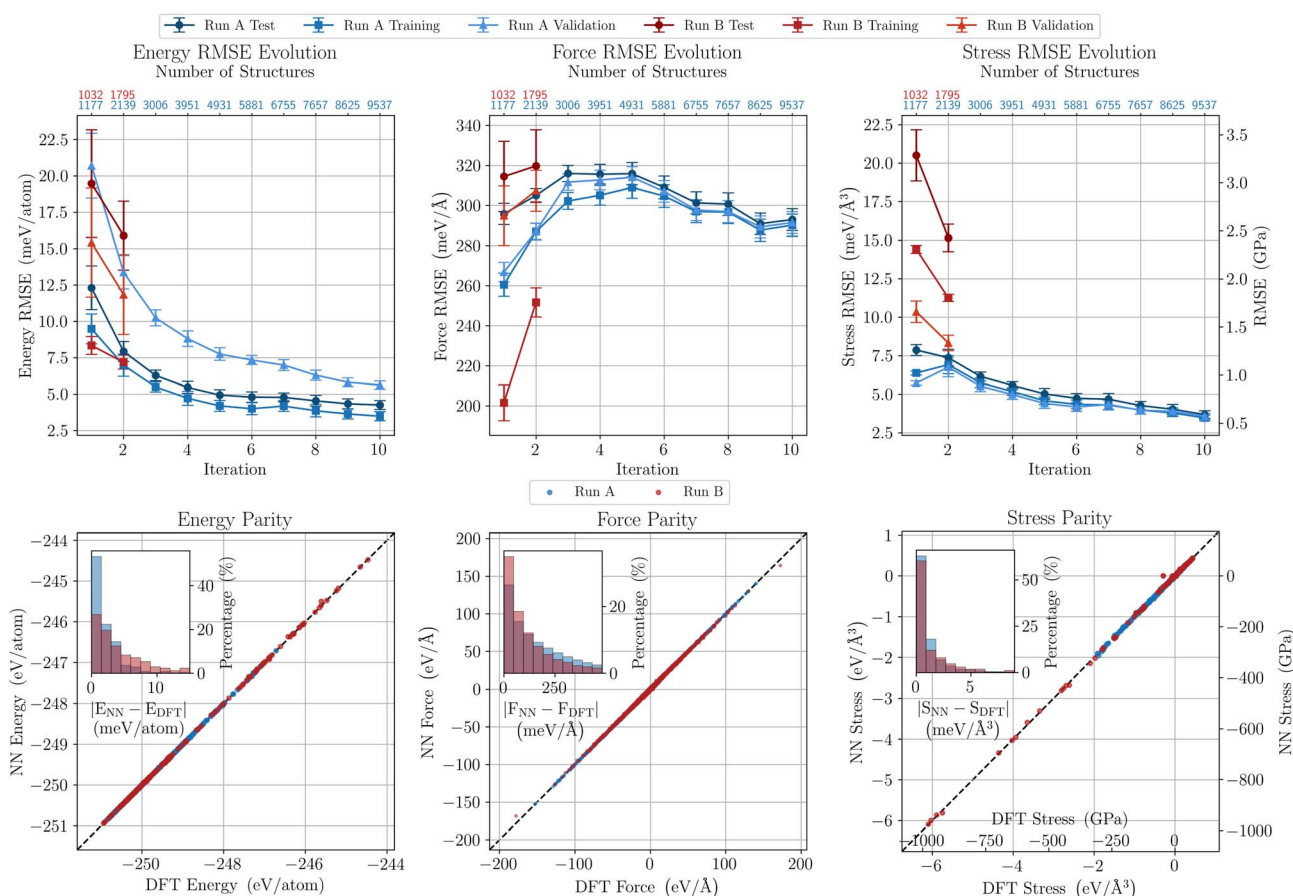 Run A Test Run A Training Run A Validation Run B Test Run B Training Run B Validation
Energy RMSE Evolution
Number of Structures
1032 1795
1177 2139 3006 3951 4931 5881 6755 7657 8625 9537
22.5
20.0
17.5
15.0
12.5
10.0
7.5
5.0
2.5
Energy RMSE (meV/atom)
2 4 6 8 10
Iteration
Force RMSE Evolution
Number of Structures
1032 1795
1177 2139 3006 3951 4931 5881 6755 7657 8625 9537
340
320
300
280
260
240
220
200
Force RMSE (meV/Å)
2 4 6 8 10
Iteration
Stress RMSE Evolution
Number of Structures
1032 1795
1177 2139 3006 3951 4931 5881 6755 7657 8625 9537
22.5
20.0
17.5
15.0
12.5
10.0
7.5
5.0
2.5
Stress RMSE (meV/Å³)
3.5
3.0
2.5
2.0
1.5
1.0
0.5
RMSE (GPa)
2 4 6 8 10
Iteration
Run A Run B
Energy Parity
−244
−245
−246
−247
−248
−249
−250
−251
NN Energy (eV/atom)
40
20
0
Percentage (%)
0 10
|E_NN − E_DFT|
(meV/atom)
−250 −248 −246 −244
DFT Energy (eV/atom)
Force Parity
200
150
100
50
0
−50
−100
−150
−200
NN Force (eV/Å)
20
0
Percentage (%)
0 250
|F_NN − F_DFT|
(meV/Å)
−200 −100 0 100 200
DFT Force (eV/Å)
Stress Parity
1
0
−1
−2
−3
−4
−5
−6
NN Stress (eV/Å³)
50
0
Percentage (%)
0 5
|S_NN − S_DFT|
(meV/Å³)
0
−200
−400
−600
−800
−1000
NN Stress (GPa)
DFT Stress (GPa)
−1000 −750 −500 −250 0
−6 −4 −2 0
DFT Stress (eV/Å³)